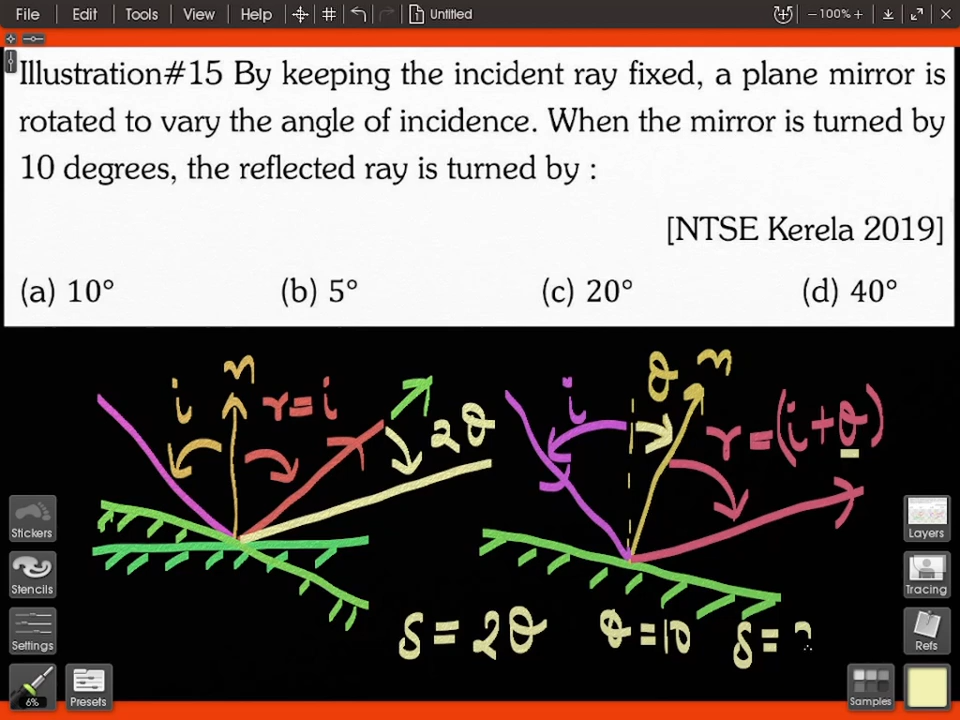 File Edit Tools View Help Untitled −100%+
Illustration#15 By keeping the incident ray fixed, a plane mirror is
rotated to vary the angle of incidence. When the mirror is turned by
10 degrees, the reflected ray is turned by :
[NTSE Kerela 2019]
(a) 10° (b) 5° (c) 20° (d) 40°
i n r=i 2θ
i θ n r=(i+θ)
δ=2θ θ=10 δ=
Stickers
Stencils
Settings
6%
Presets
Layers
Tracing
Refs
Samples